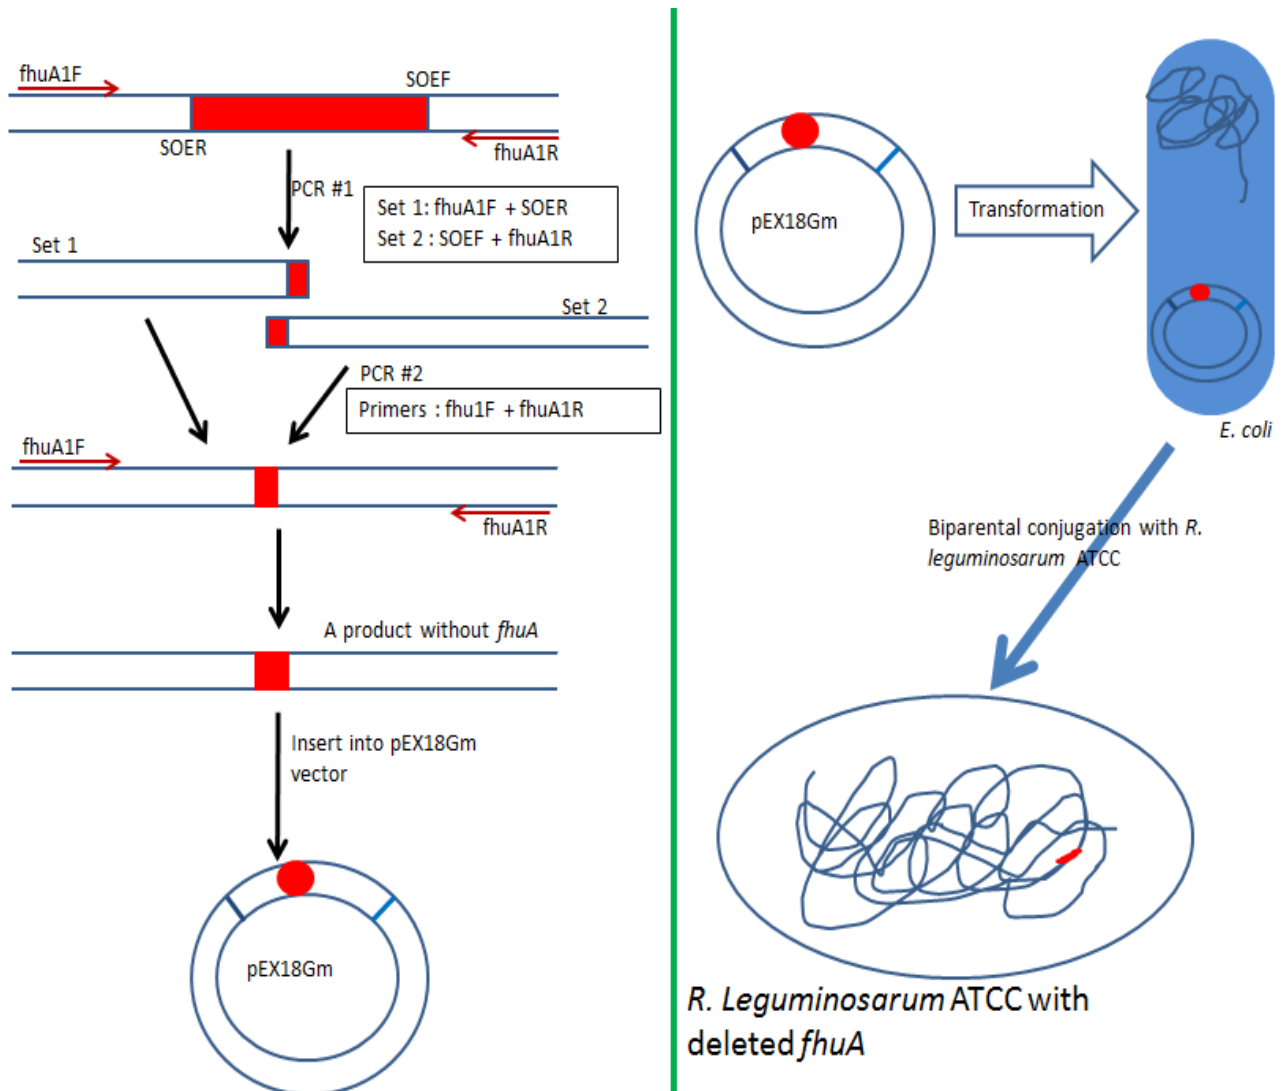 fhuA1F
SOEF
SOER
fhuA1R
PCR #1
Set 1: fhuA1F + SOER
Set 2 : SOEF + fhuA1R
Set 1
Set 2
PCR #2
Primers : fhu1F + fhuA1R
fhuA1F
fhuA1R
A product without fhuA
Insert into pEX18Gm
vector
pEX18Gm
pEX18Gm
Transformation
E. coli
Biparental conjugation with R.
leguminosarum ATCC
R. Leguminosarum ATCC with
deleted fhuA